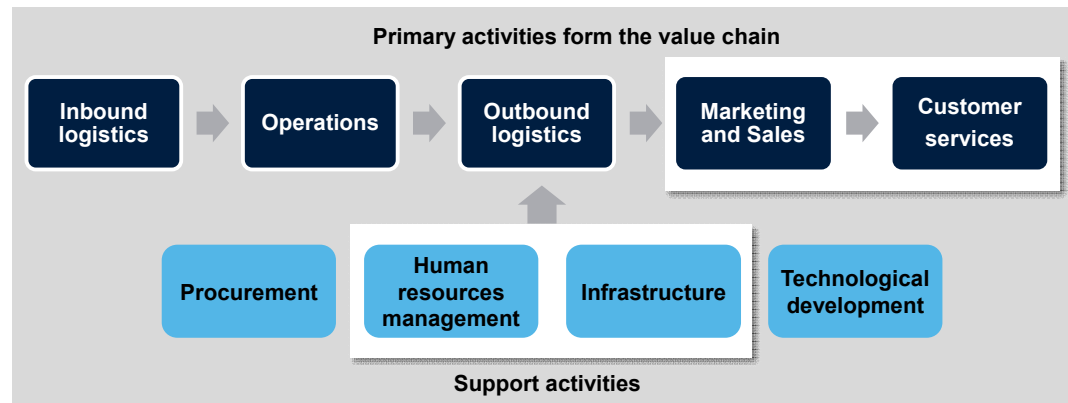 Primary activities form the value chain
Inbound
logistics
Operations
Outbound
logistics
Marketing
and Sales
Customer
services
Procurement
Human
resources
management
Infrastructure
Technological
development
Support activities